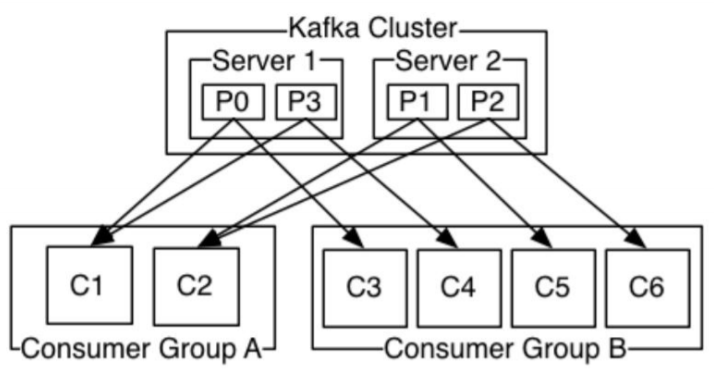 Kafka Cluster
Server 1 Server 2
P0 P3 P1 P2
C1 C2 C3 C4 C5 C6
Consumer Group A Consumer Group B